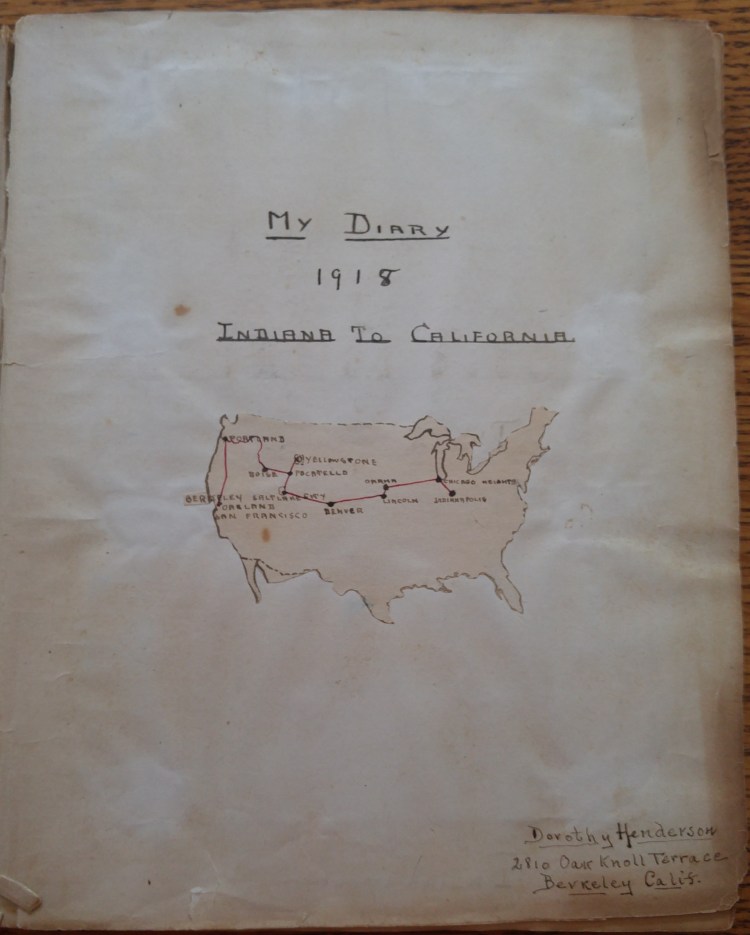 MY DIARY
1918
INDIANA TO CALIFORNIA
PORTLAND
YELLOWSTONE
BOISE POCATELLO
OMAHA CHICAGO HEIGHTS
BERKELEY SALT LAKE CITY LINCOLN INDIANAPOLIS
OAKLAND DENVER
SAN FRANCISCO
Dorothy Henderson
2810 Oak Knoll Terrace
Berkeley Calif.